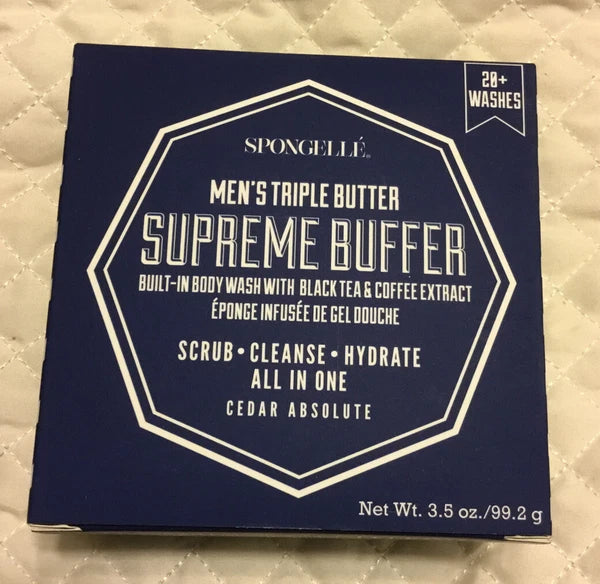 20+
WASHES
SPONGELLÉ®
MEN'S TRIPLE BUTTER
SUPREME BUFFER
BUILT-IN BODY WASH WITH BLACK TEA & COFFEE EXTRACT
ÉPONGE INFUSÉE DE GEL DOUCHE
SCRUB • CLEANSE • HYDRATE
ALL IN ONE
CEDAR ABSOLUTE
Net Wt. 3.5 oz./99.2 g